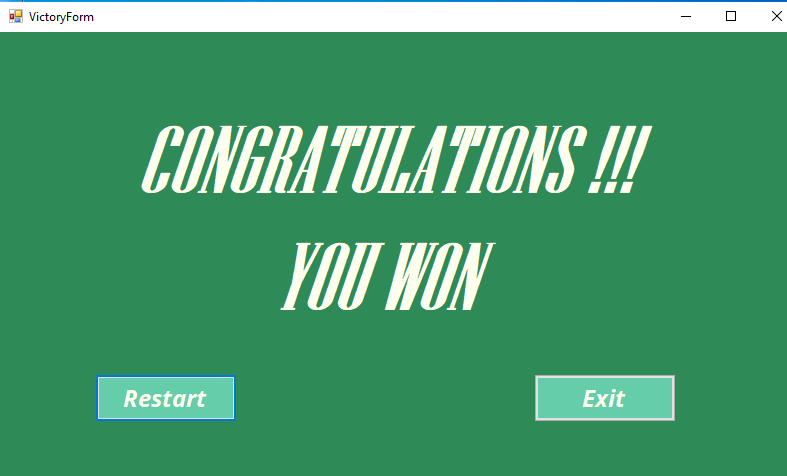 VictoryForm
CONGRATULATIONS !!!
YOU WON
Restart
Exit